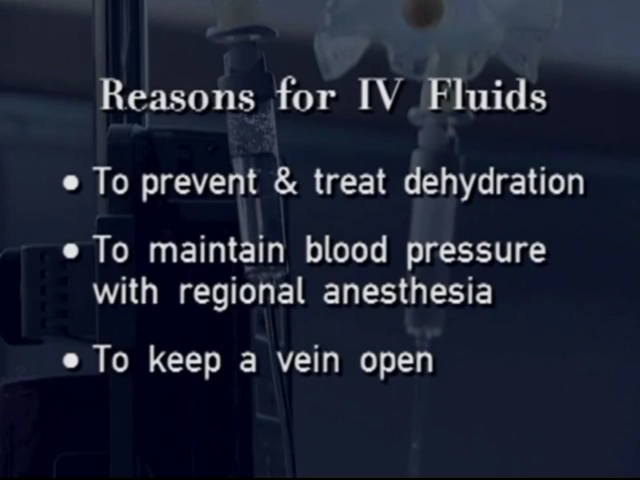 Reasons for IV Fluids
• To prevent & treat dehydration
• To maintain blood pressure
with regional anesthesia
• To keep a vein open